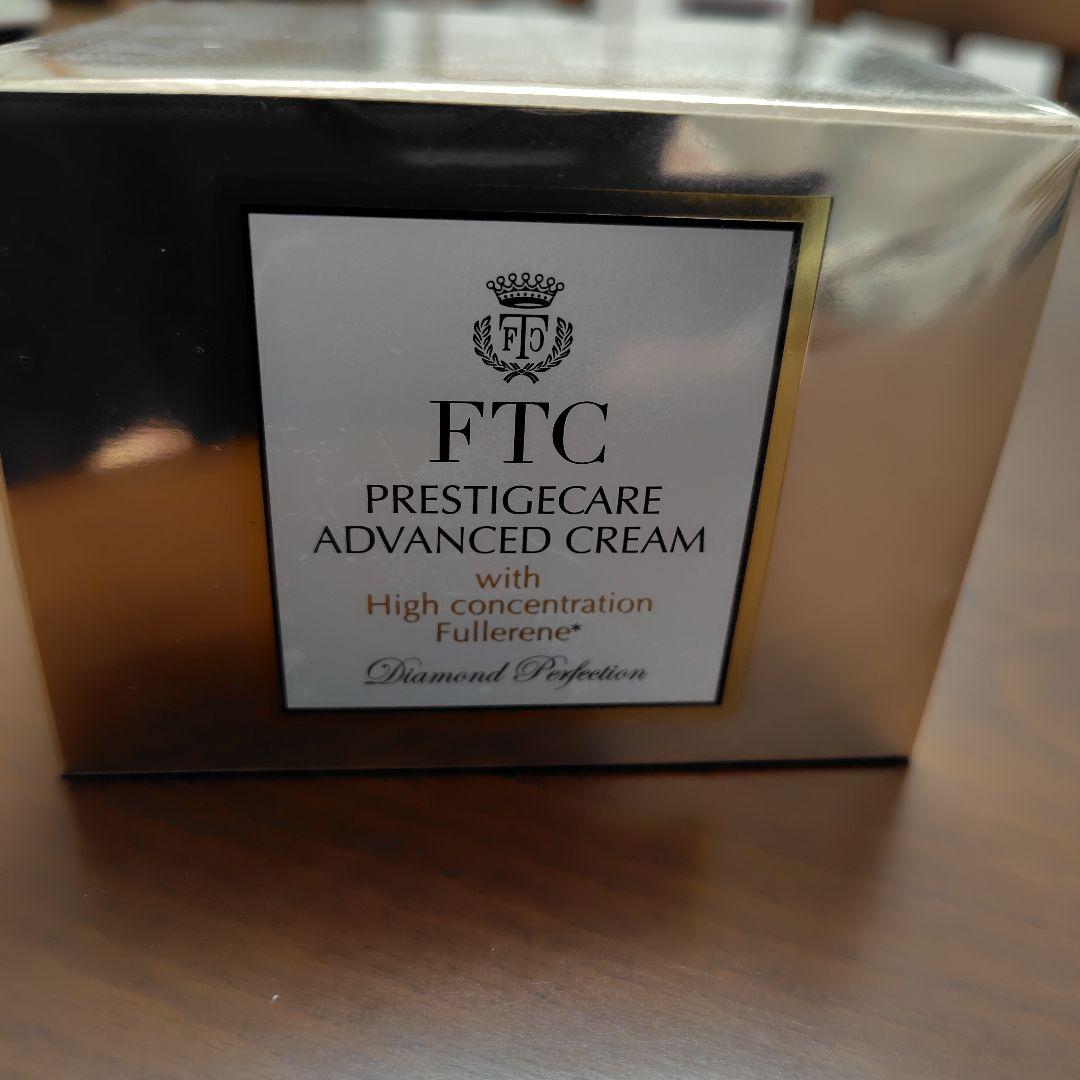 FTC
FTC
PRESTIGECARE
ADVANCED CREAM
with
High concentration
Fullerene*
Diamond Perfection